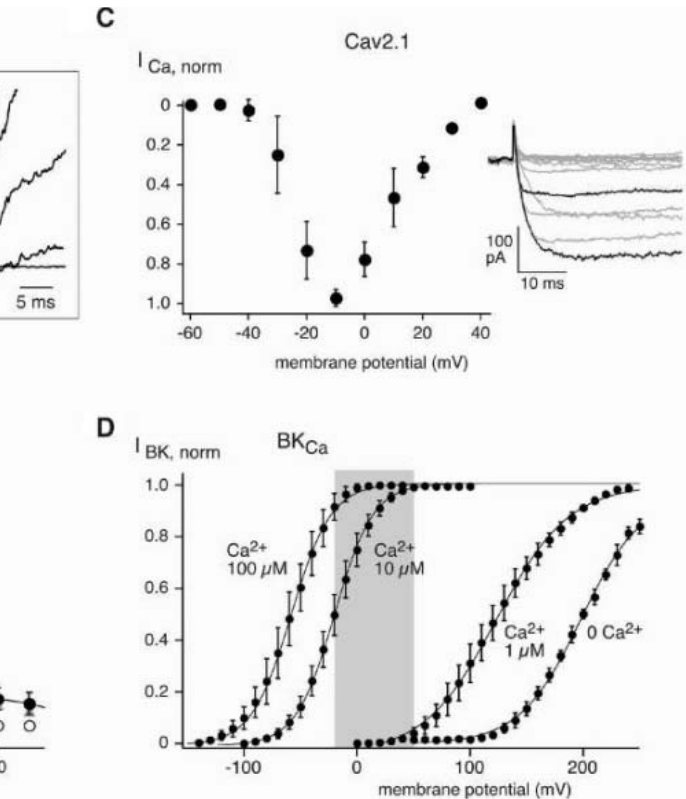 C
Cav2.1
I Ca, norm
0
0.2
0.4
0.6
0.8
1.0
-60 -40 -20 0 20 40
membrane potential (mV)
100
pA
10 ms
5 ms
D
I BK, norm
BKCa
1.0
0.8
0.6
0.4
0.2
0
Ca2+
100 µM
Ca2+
10 µM
Ca2+
1 µM
0 Ca2+
-100 0 100 200
membrane potential (mV)
0